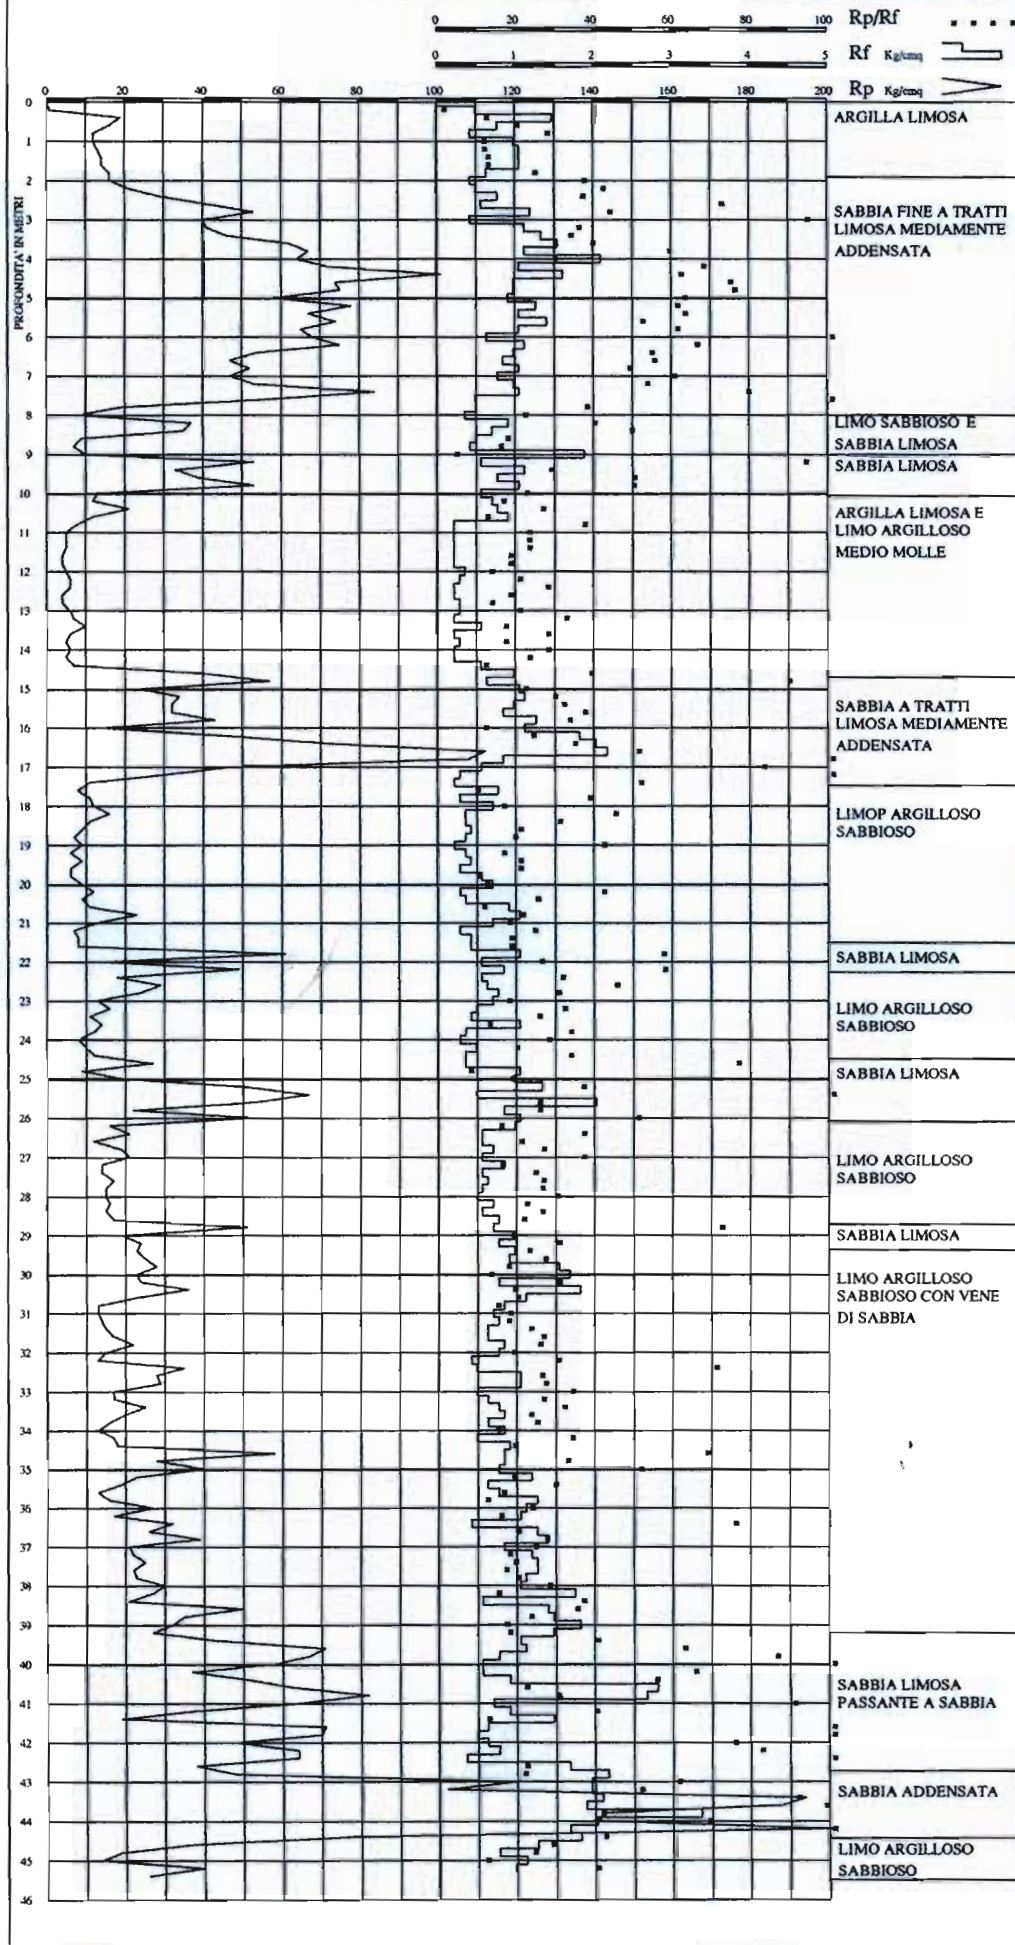 0 20 40 60 80 100 Rp/Rf
0 1 2 3 4 5 Rf Kg/cmq
Rp Kg/cmq
0 20 40 60 80 100 120 140 160 180 200
PROFONDITA' IN METRI
0
1
2
3
4
5
6
7
8
9
10
11
12
13
14
15
16
17
18
19
20
21
22
23
24
25
26
27
28
29
30
31
32
33
34
35
36
37
38
39
40
41
42
43
44
45
46
ARGILLA LIMOSA
SABBIA FINE A TRATTI
LIMOSA MEDIAMENTE
ADDENSATA
LIMO SABBIOSO E
SABBIA LIMOSA
SABBIA LIMOSA
ARGILLA LIMOSA E
LIMO ARGILLOSO
MEDIO MOLLE
SABBIA A TRATTI
LIMOSA MEDIAMENTE
ADDENSATA
LIMOP ARGILLOSO
SABBIOSO
SABBIA LIMOSA
LIMO ARGILLOSO
SABBIOSO
SABBIA LIMOSA
LIMO ARGILLOSO
SABBIOSO
SABBIA LIMOSA
LIMO ARGILLOSO
SABBIOSO CON VENE
DI SABBIA
SABBIA LIMOSA
PASSANTE A SABBIA
SABBIA ADDENSATA
LIMO ARGILLOSO
SABBIOSO